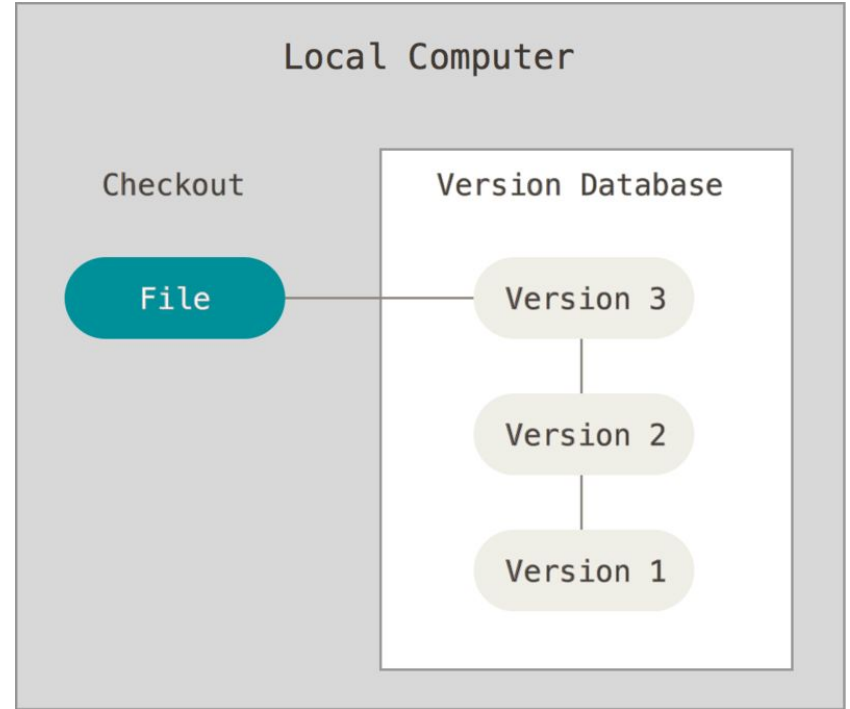 Local Computer
Checkout
Version Database
File
Version 3
Version 2
Version 1